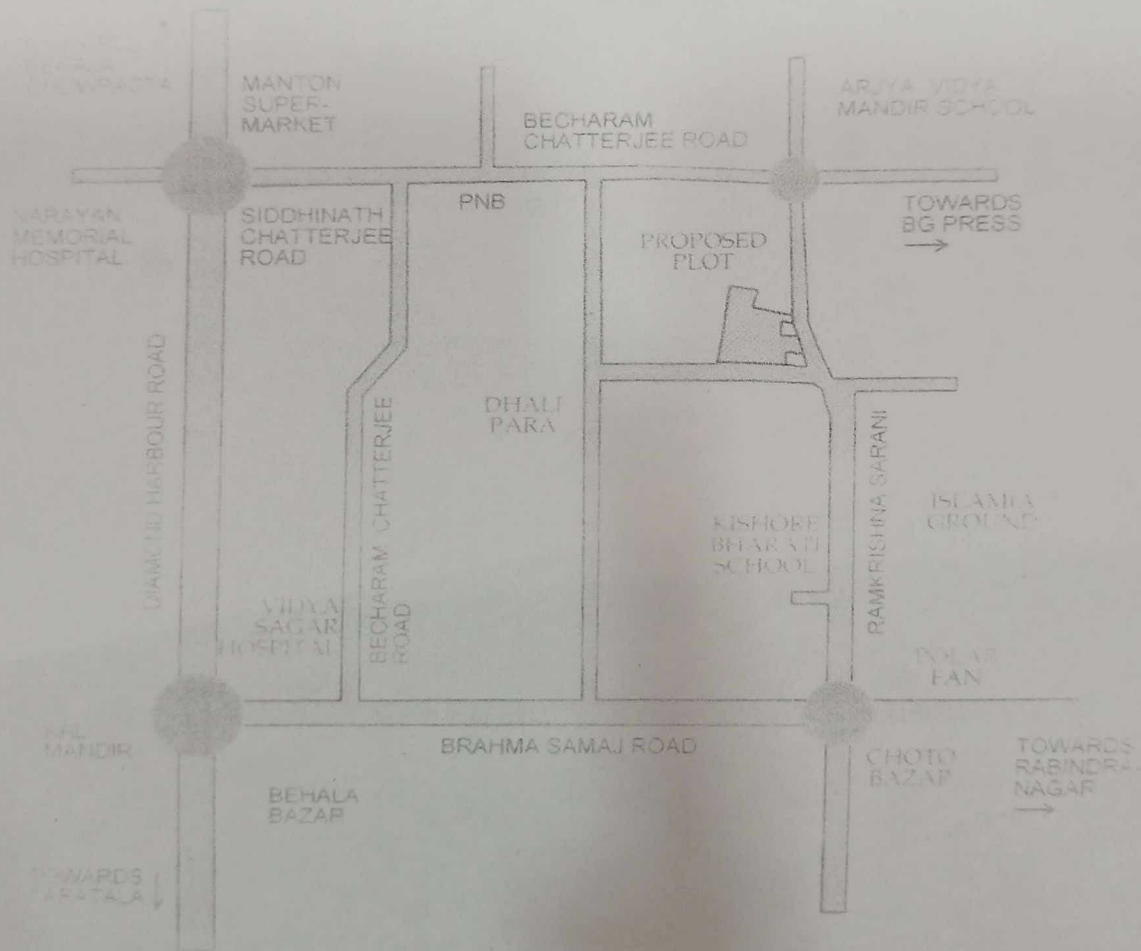 MANTON
SUPER-
MARKET
BECHARAM
CHATTERJEE ROAD
ARJYA VIDYA
MANDIR SCHOOL
NARAYAN
MEMORIAL
HOSPITAL
SIDDHINATH
CHATTERJEE
ROAD
PNB
PROPOSED
PLOT
TOWARDS
BG PRESS
DIAMOND HARBOUR ROAD
BECHARAM CHATTERJEE
ROAD
DHALI
PARA
KISHORE
BHARATI
SCHOOL
RAMKRISHNA SARANI
ISLAMIA
GROUND
VIDYA
SAGAR
HOSPITAL
POLAR
FAN
MANDIR
BRAHMA SAMAJ ROAD
CHOTO
BAZAR
TOWARDS
RABINDRA-
NAGAR
BEHALA
BAZAR
TOWARDS